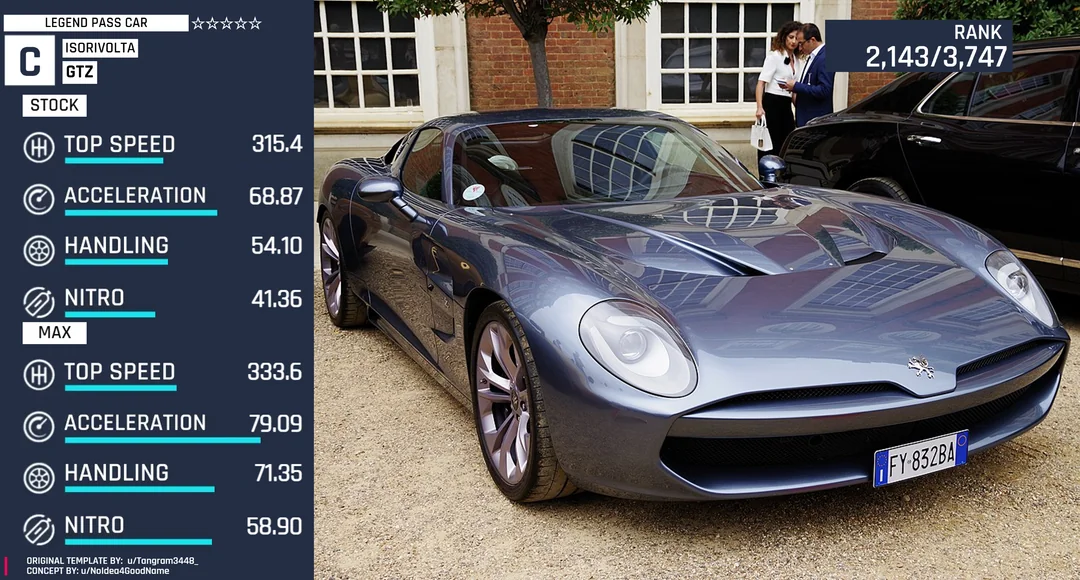 LEGEND PASS CAR ☆☆☆☆☆
C
ISORIVOLTA
GTZ
STOCK
TOP SPEED 315.4
ACCELERATION 68.87
HANDLING 54.10
NITRO 41.36
MAX
TOP SPEED 333.6
ACCELERATION 79.09
HANDLING 71.35
NITRO 58.90
ORIGINAL TEMPLATE BY: u/Tangram3448_
CONCEPT BY: u/NoIdea4GoodName
RANK
2,143/3,747
FY 832BA